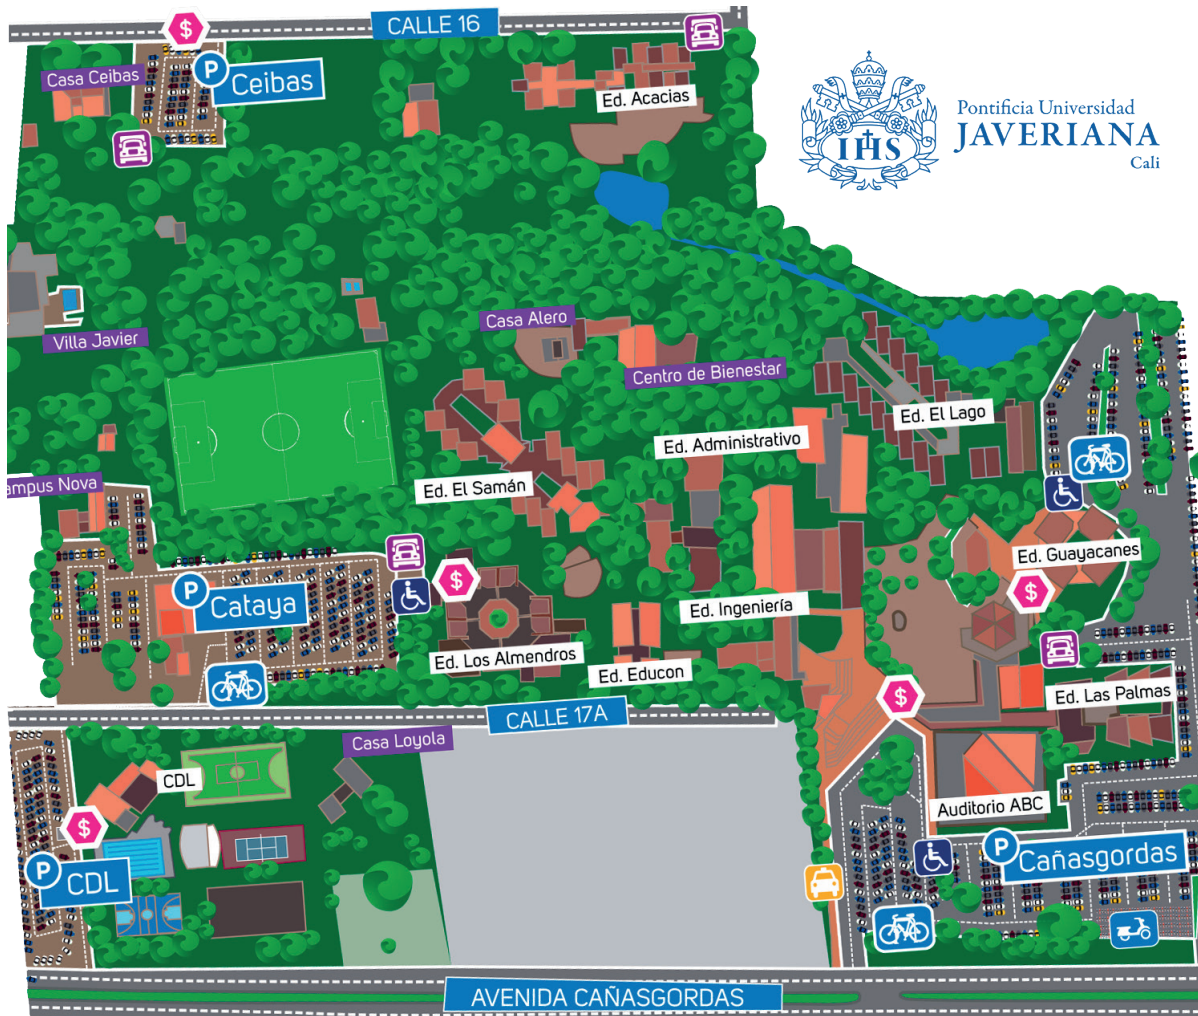 CALLE 16
$
P
Ceibas
Casa Ceibas
Ed. Acacias
IHS
Pontificia Universidad
JAVERIANA
Cali
Villa Javier
Casa Alero
Centro de Bienestar
Ed. El Lago
Ed. Administrativo
Ed. El Samán
ampus Nova
Ed. Guayacanes
$
$
P
Cataya
Ed. Ingeniería
Ed. Los Almendros
Ed. Educon
Ed. Las Palmas
$
CALLE 17A
Casa Loyola
CDL
Auditorio ABC
$
P
CDL
P
Cañasgordas
AVENIDA CAÑASGORDAS